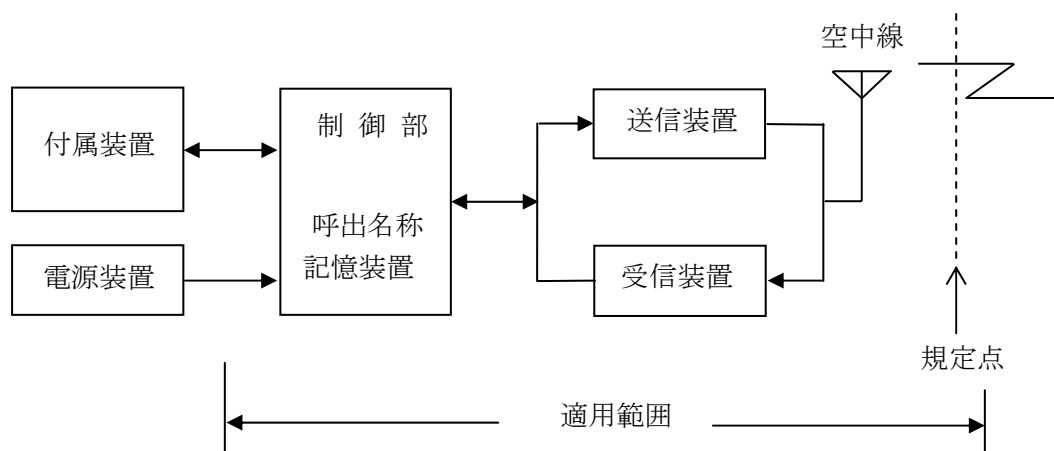 空中線
付属装置
制 御 部
送信装置
呼出名称
記憶装置
電源装置
受信装置
規定点
適用範囲